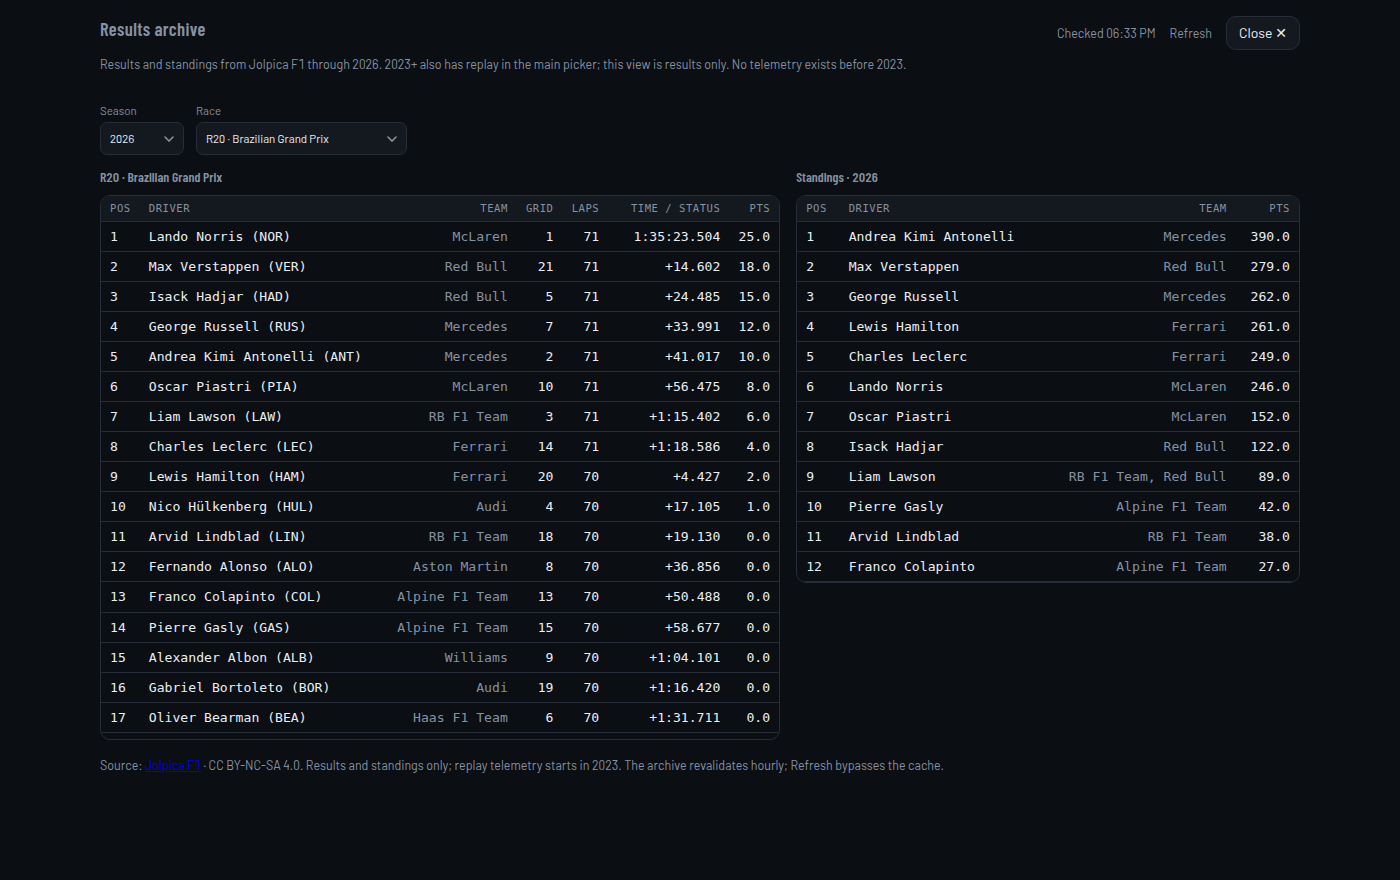 Results archive
Checked 06:33 PM Refresh Close ✕
Results and standings from Jolpica F1 through 2026. 2023+ also has replay in the main picker; this view is results only. No telemetry exists before 2023.
Season Race
2026 R20 · Brazilian Grand Prix
R20 · Brazilian Grand Prix
POS DRIVER TEAM GRID LAPS TIME / STATUS PTS
1 Lando Norris (NOR) McLaren 1 71 1:35:23.504 25.0
2 Max Verstappen (VER) Red Bull 21 71 +14.602 18.0
3 Isack Hadjar (HAD) Red Bull 5 71 +24.485 15.0
4 George Russell (RUS) Mercedes 7 71 +33.991 12.0
5 Andrea Kimi Antonelli (ANT) Mercedes 2 71 +41.017 10.0
6 Oscar Piastri (PIA) McLaren 10 71 +56.475 8.0
7 Liam Lawson (LAW) RB F1 Team 3 71 +1:15.402 6.0
8 Charles Leclerc (LEC) Ferrari 14 71 +1:18.586 4.0
9 Lewis Hamilton (HAM) Ferrari 20 70 +4.427 2.0
10 Nico Hülkenberg (HUL) Audi 4 70 +17.105 1.0
11 Arvid Lindblad (LIN) RB F1 Team 18 70 +19.130 0.0
12 Fernando Alonso (ALO) Aston Martin 8 70 +36.856 0.0
13 Franco Colapinto (COL) Alpine F1 Team 13 70 +50.488 0.0
14 Pierre Gasly (GAS) Alpine F1 Team 15 70 +58.677 0.0
15 Alexander Albon (ALB) Williams 9 70 +1:04.101 0.0
16 Gabriel Bortoleto (BOR) Audi 19 70 +1:16.420 0.0
17 Oliver Bearman (BEA) Haas F1 Team 6 70 +1:31.711 0.0
Standings · 2026
POS DRIVER TEAM PTS
1 Andrea Kimi Antonelli Mercedes 390.0
2 Max Verstappen Red Bull 279.0
3 George Russell Mercedes 262.0
4 Lewis Hamilton Ferrari 261.0
5 Charles Leclerc Ferrari 249.0
6 Lando Norris McLaren 246.0
7 Oscar Piastri McLaren 152.0
8 Isack Hadjar Red Bull 122.0
9 Liam Lawson RB F1 Team, Red Bull 89.0
10 Pierre Gasly Alpine F1 Team 42.0
11 Arvid Lindblad RB F1 Team 38.0
12 Franco Colapinto Alpine F1 Team 27.0
Source: Jolpica F1 · CC BY-NC-SA 4.0. Results and standings only; replay telemetry starts in 2023. The archive revalidates hourly; Refresh bypasses the cache.